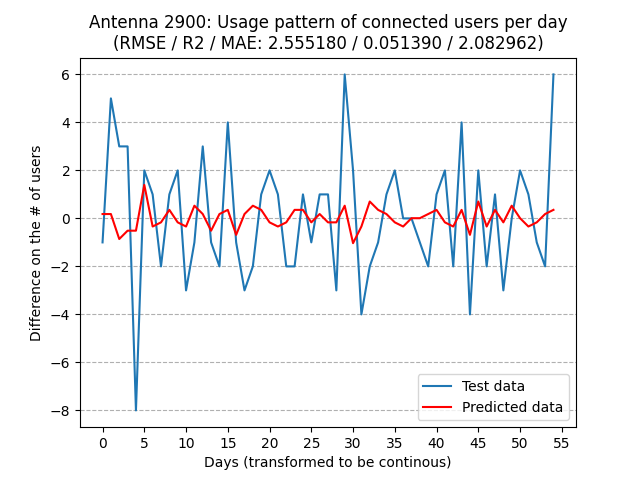 Antenna 2900: Usage pattern of connected users per day
(RMSE / R2 / MAE: 2.555180 / 0.051390 / 2.082962)
Difference on the # of users
6
4
2
0
−2
−4
−6
−8
Test data
Predicted data
0 5 10 15 20 25 30 35 40 45 50 55
Days (transformed to be continous)